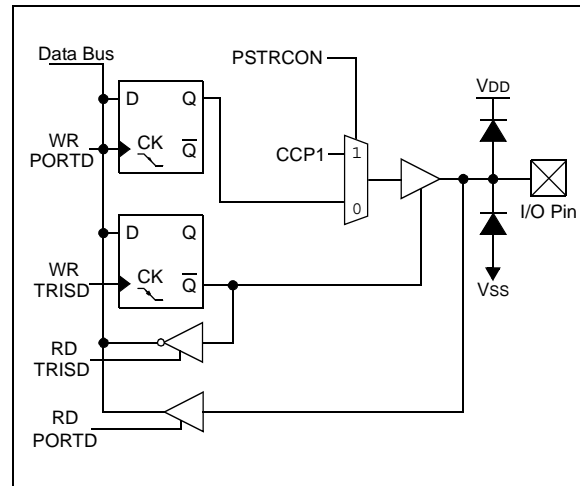 Data Bus
PSTRCON
VDD
D Q
WR
PORTD
CK Q
CCP1
1
0
I/O Pin
D Q
WR
TRISD
CK Q
VSS
RD
TRISD
RD
PORTD